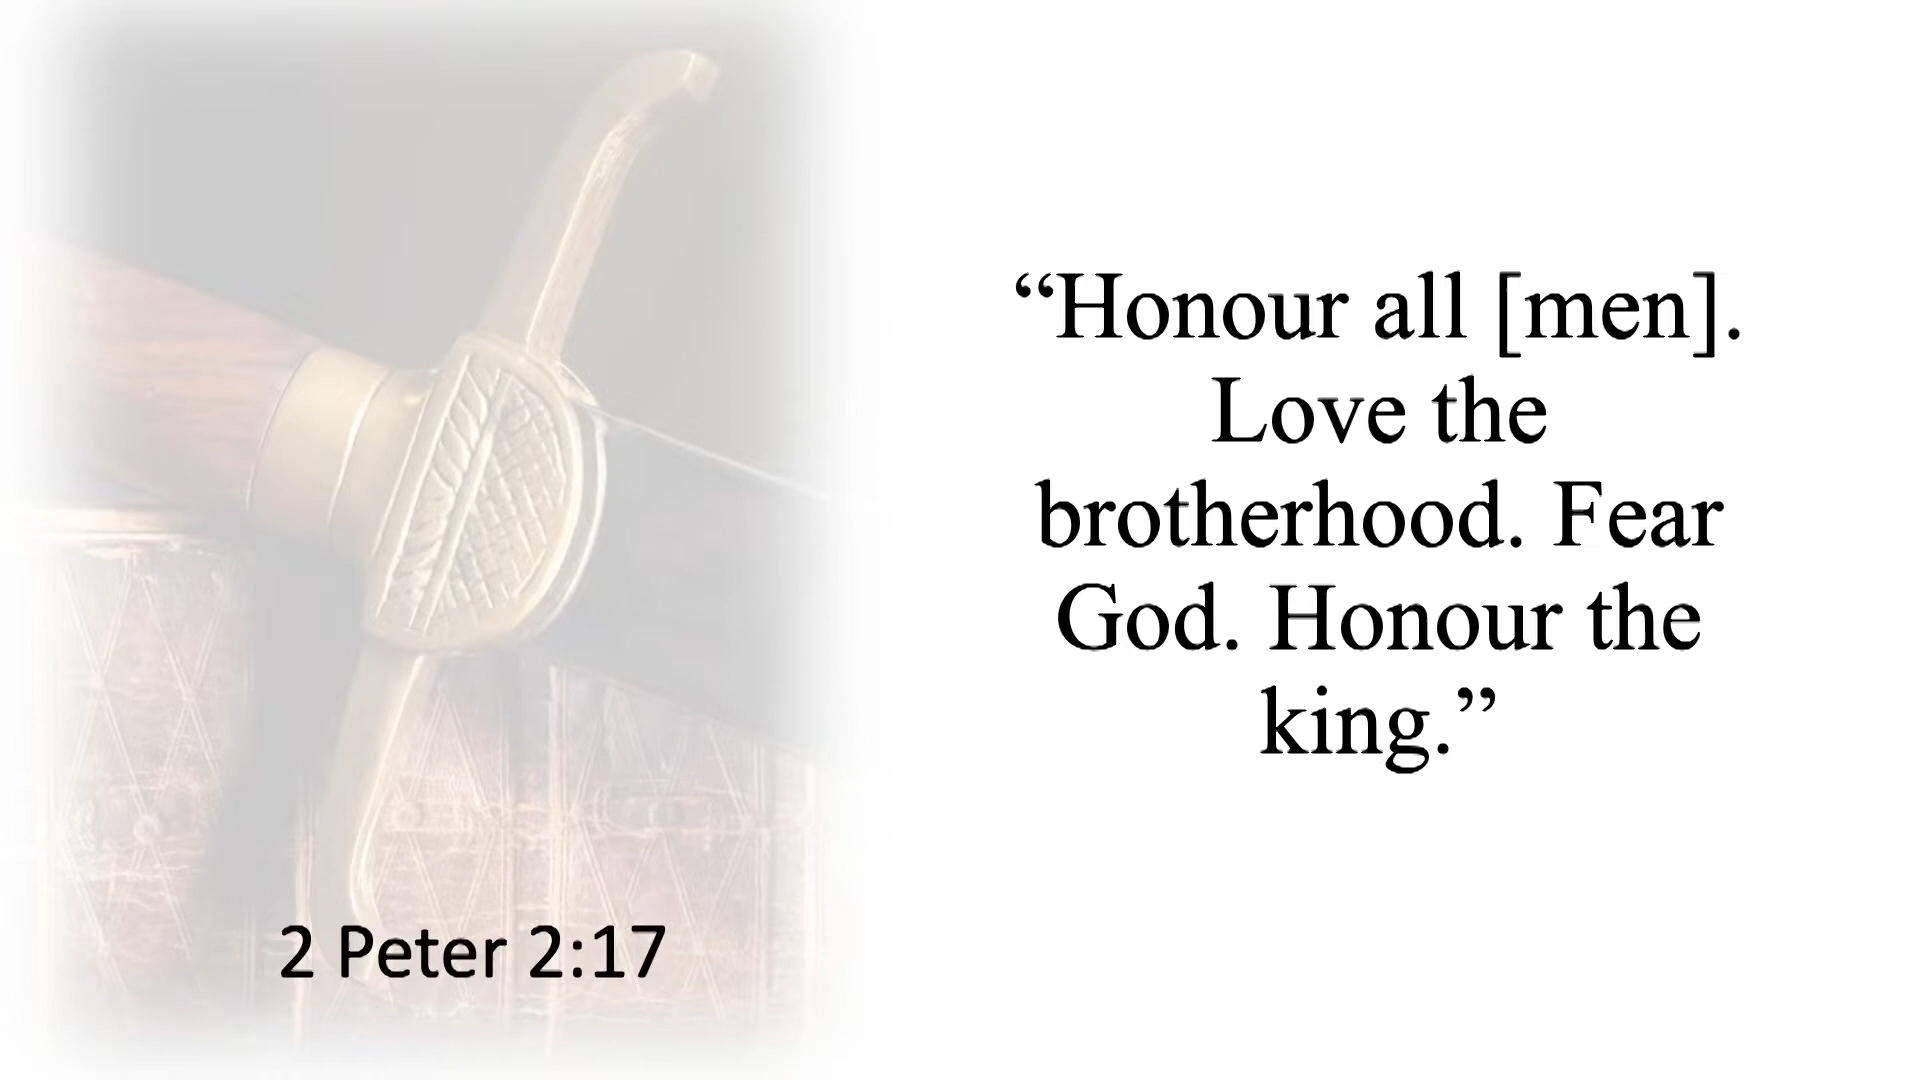 “Honour all [men].
Love the
brotherhood. Fear
God. Honour the
king.”
2 Peter 2:17